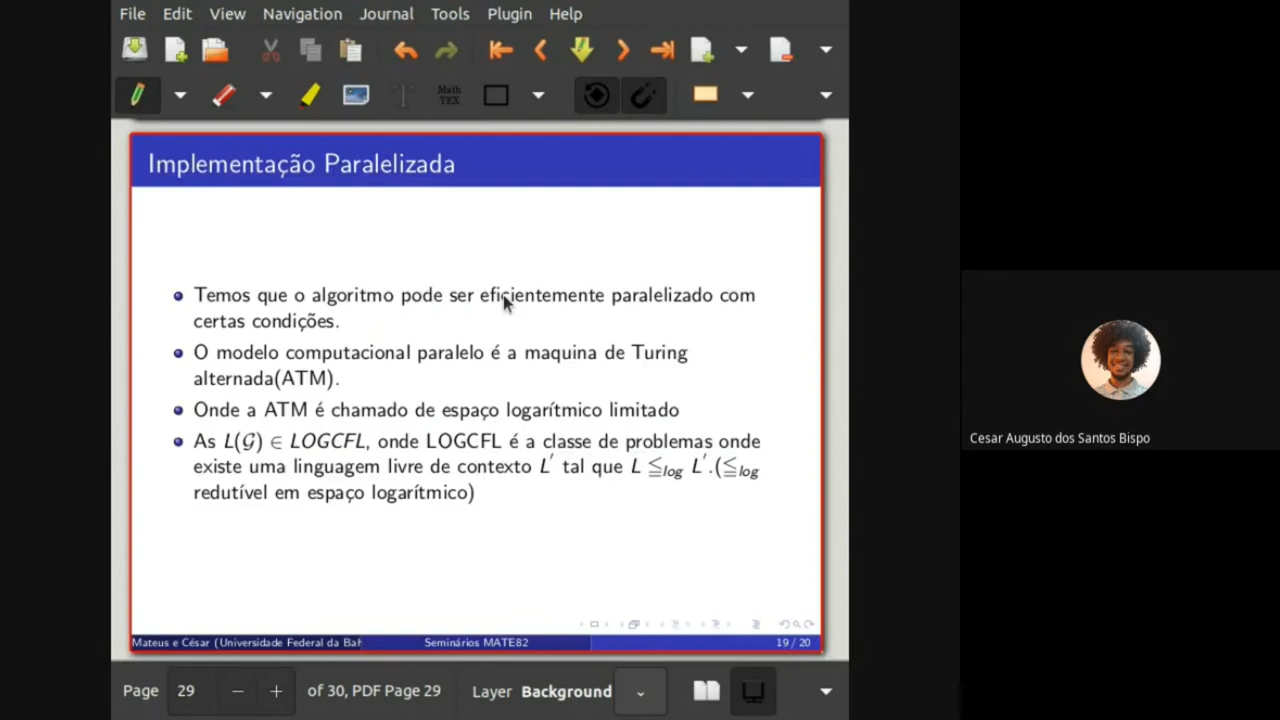 File Edit View Navigation Journal Tools Plugin Help
Math
TEX
Implementação Paralelizada
Temos que o algoritmo pode ser eficientemente paralelizado com
certas condições.
O modelo computacional paralelo é a maquina de Turing
alternada(ATM).
Onde a ATM é chamado de espaço logarítmico limitado
As L(G) ∈ LOGCFL, onde LOGCFL é a classe de problemas onde
existe uma linguagem livre de contexto L′ tal que L ≦log L′.(≦log
redutível em espaço logarítmico)
Mateus e César (Universidade Federal da Bah Seminários MATE82 19 / 20
Page 29 of 30, PDF Page 29 Layer Background
Cesar Augusto dos Santos Bispo